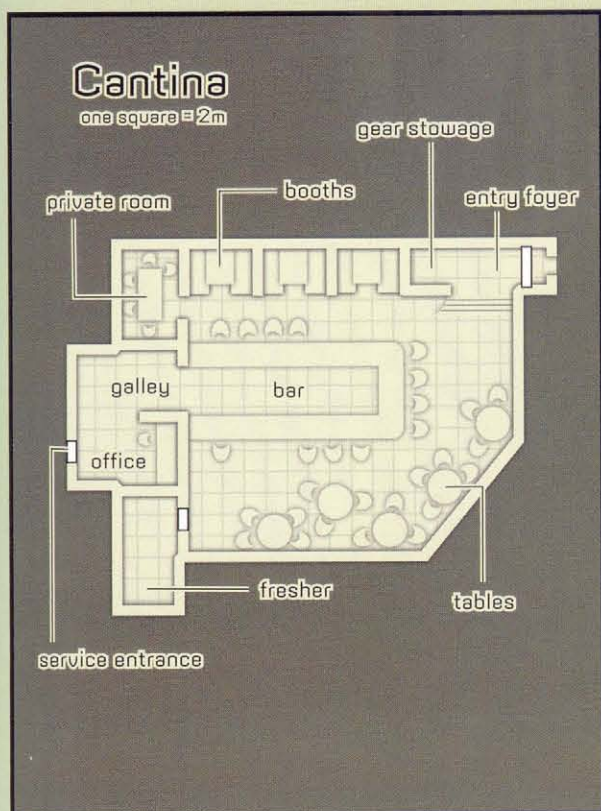 Cantina
one square = 2m
gear stowage
booths
entry foyer
private room
galley
bar
office
fresher
tables
service entrance